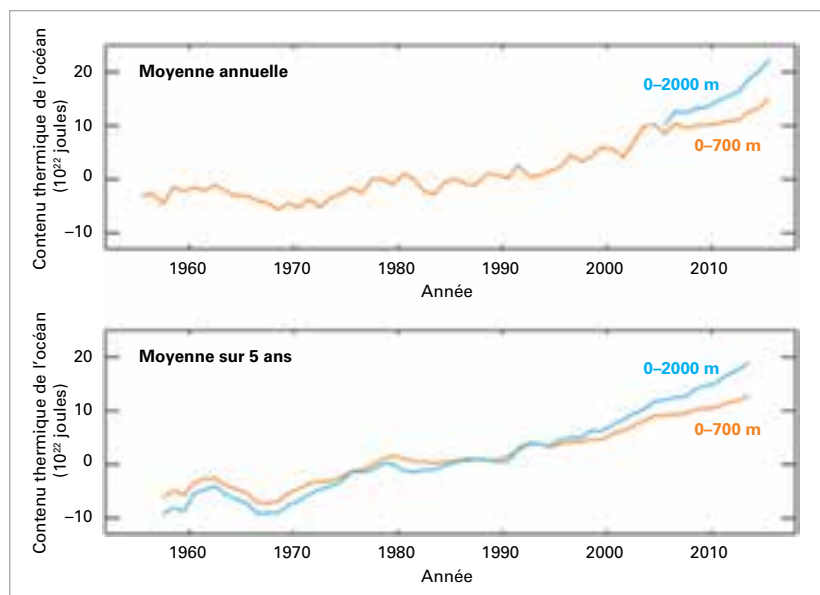 Contenu thermique de l'océan
(10²² joules)
Moyenne annuelle
0–2000 m
0–700 m
20
10
0
–10
1960 1970 1980 1990 2000 2010
Année
Contenu thermique de l'océan
(10²² joules)
Moyenne sur 5 ans
0–2000 m
0–700 m
20
10
0
–10
1960 1970 1980 1990 2000 2010
Année